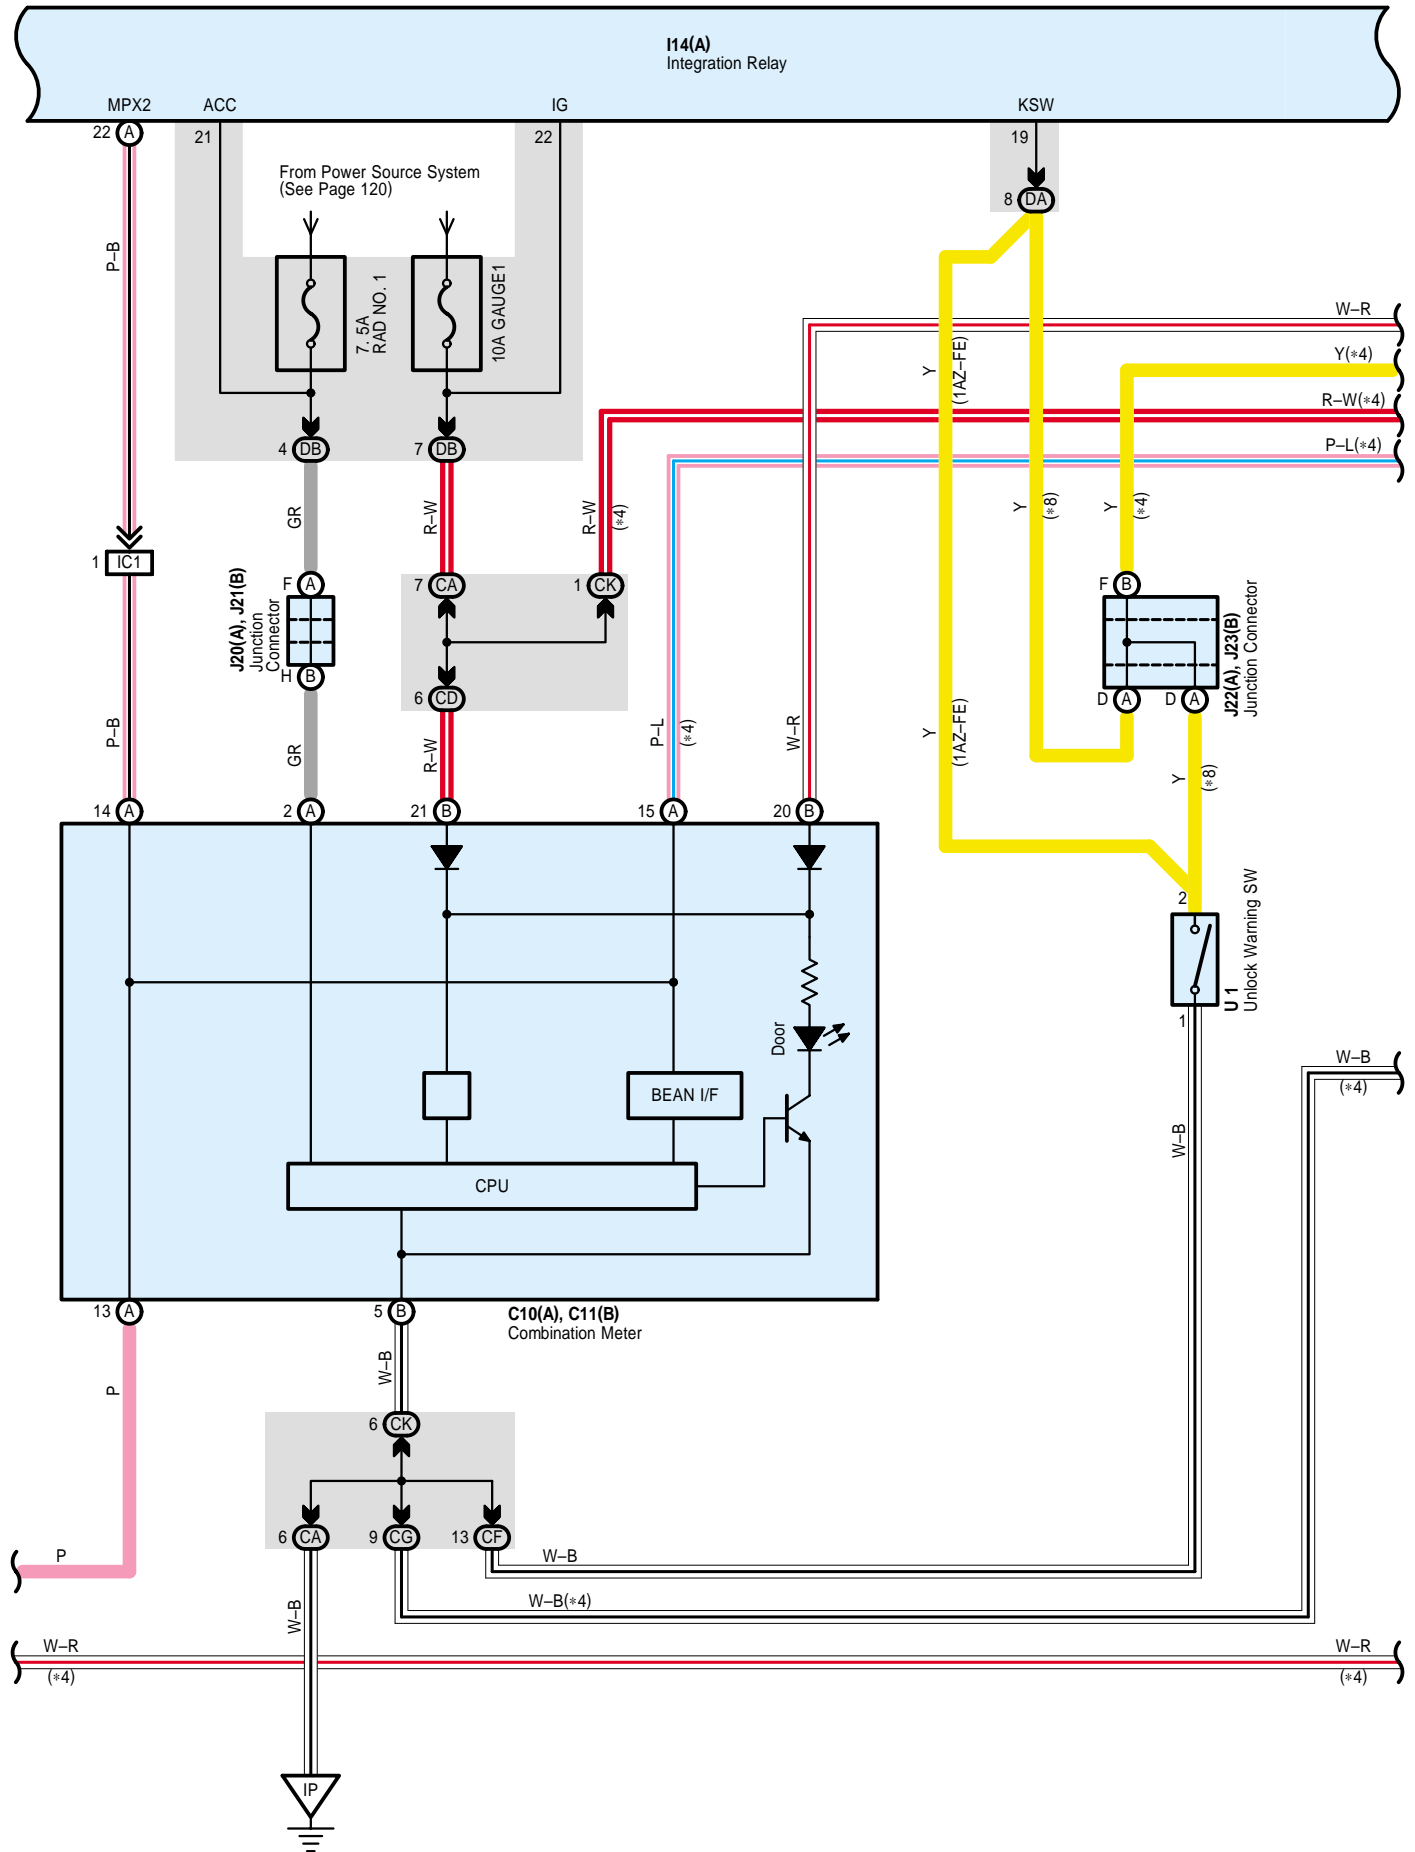 I14(A)
Integration Relay
MPX2
ACC
IG
KSW
22 A
21
22
19
From Power Source System
(See Page 120)
8 DA
P–B
7. 5A
RAD NO. 1
10A GAUGE1
W–R
Y(∗4)
R–W(∗4)
P–L(∗4)
Y
(1AZ–FE)
4 DB
7 DB
GR
R–W
R–W
(∗4)
Y
(∗8)
Y
(∗4)
1 IC1
F A
7 CA
1 CK
F B
J20(A), J21(B)
Junction
Connector
J22(A), J23(B)
Junction Connector
H B
6 CD
D A
D A
P–B
GR
R–W
P–L
(∗4)
W–R
Y
(1AZ–FE)
Y
(∗8)
14 A
2 A
21 B
15 A
20 B
2
U 1
Unlock Warning SW
1
Door
BEAN I/F
CPU
W–B
(∗4)
W–B
13 A
5 B
C10(A), C11(B)
Combination Meter
P
W–B
6 CK
6 CA
9 CG
13 CF
P
W–B
W–B(∗4)
W–B
W–R
(∗4)
W–R
(∗4)
IP